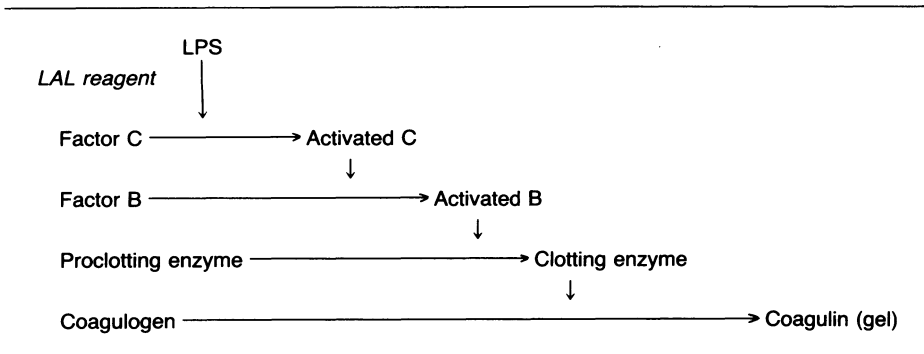 LPS
LAL reagent
Factor C Activated C
Factor B Activated B
Proclotting enzyme Clotting enzyme
Coagulogen Coagulin (gel)